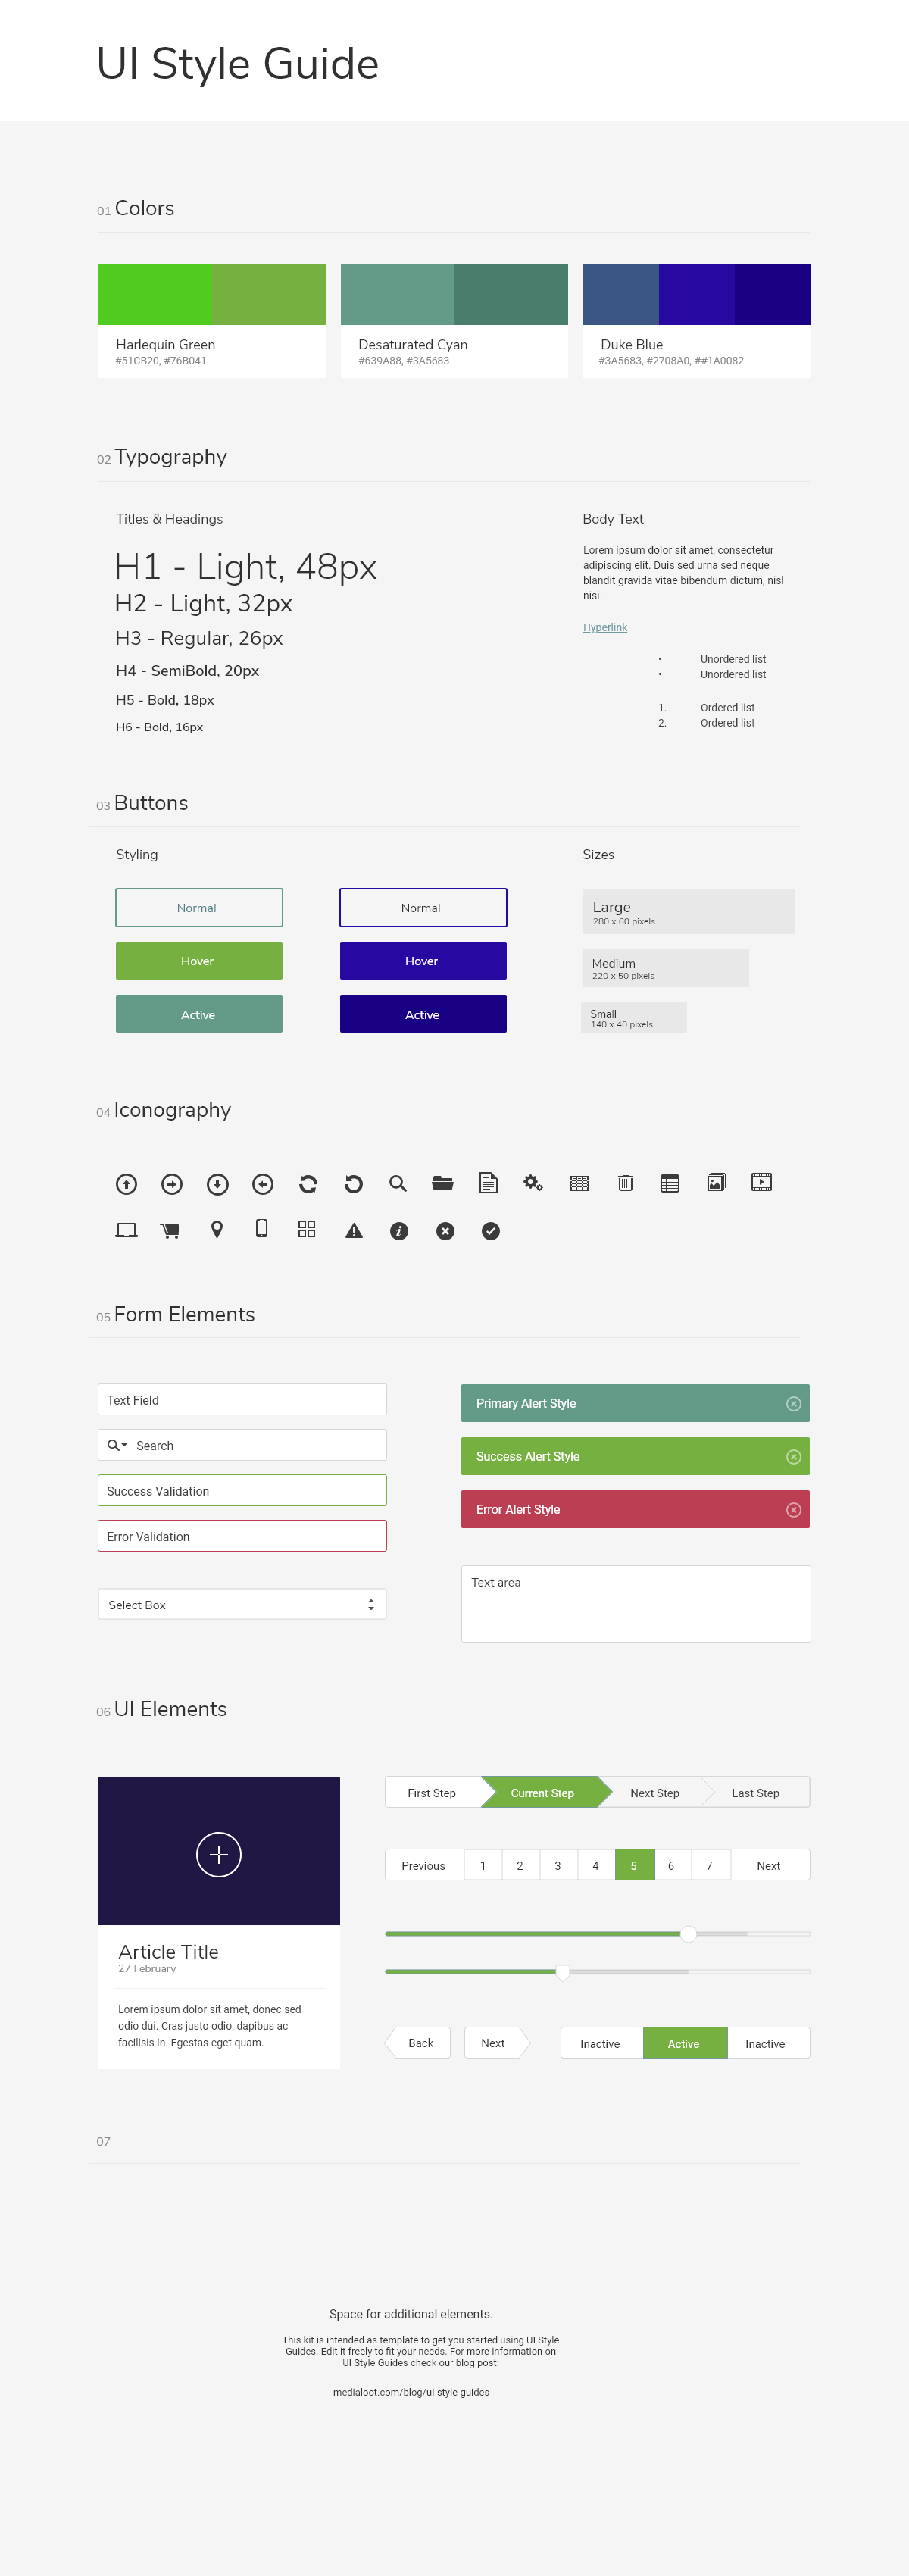 UI Style Guide
01 Colors
Harlequin Green
#51CB20, #76B041
Desaturated Cyan
#639A88, #3A5683
Duke Blue
#3A5683, #2708A0, ##1A0082
02 Typography
Titles & Headings
H1 - Light, 48px
H2 - Light, 32px
H3 - Regular, 26px
H4 - SemiBold, 20px
H5 - Bold, 18px
H6 - Bold, 16px
Body Text
Lorem ipsum dolor sit amet, consectetur
adipiscing elit. Duis sed urna sed neque
blandit gravida vitae bibendum dictum, nisl
nisi.
Hyperlink
• Unordered list
• Unordered list
1. Ordered list
2. Ordered list
03 Buttons
Styling
Normal
Hover
Active
Normal
Hover
Active
Sizes
Large
280 x 60 pixels
Medium
220 x 50 pixels
Small
140 x 40 pixels
04 Iconography
05 Form Elements
Text Field
Search
Success Validation
Error Validation
Select Box
Primary Alert Style
Success Alert Style
Error Alert Style
Text area
06 UI Elements
Article Title
27 February
Lorem ipsum dolor sit amet, donec sed
odio dui. Cras justo odio, dapibus ac
facilisis in. Egestas eget quam.
First Step Current Step Next Step Last Step
Previous 1 2 3 4 5 6 7 Next
Back Next Inactive Active Inactive
07
Space for additional elements.
This kit is intended as template to get you started using UI Style
Guides. Edit it freely to fit your needs. For more information on
UI Style Guides check our blog post:
medialoot.com/blog/ui-style-guides